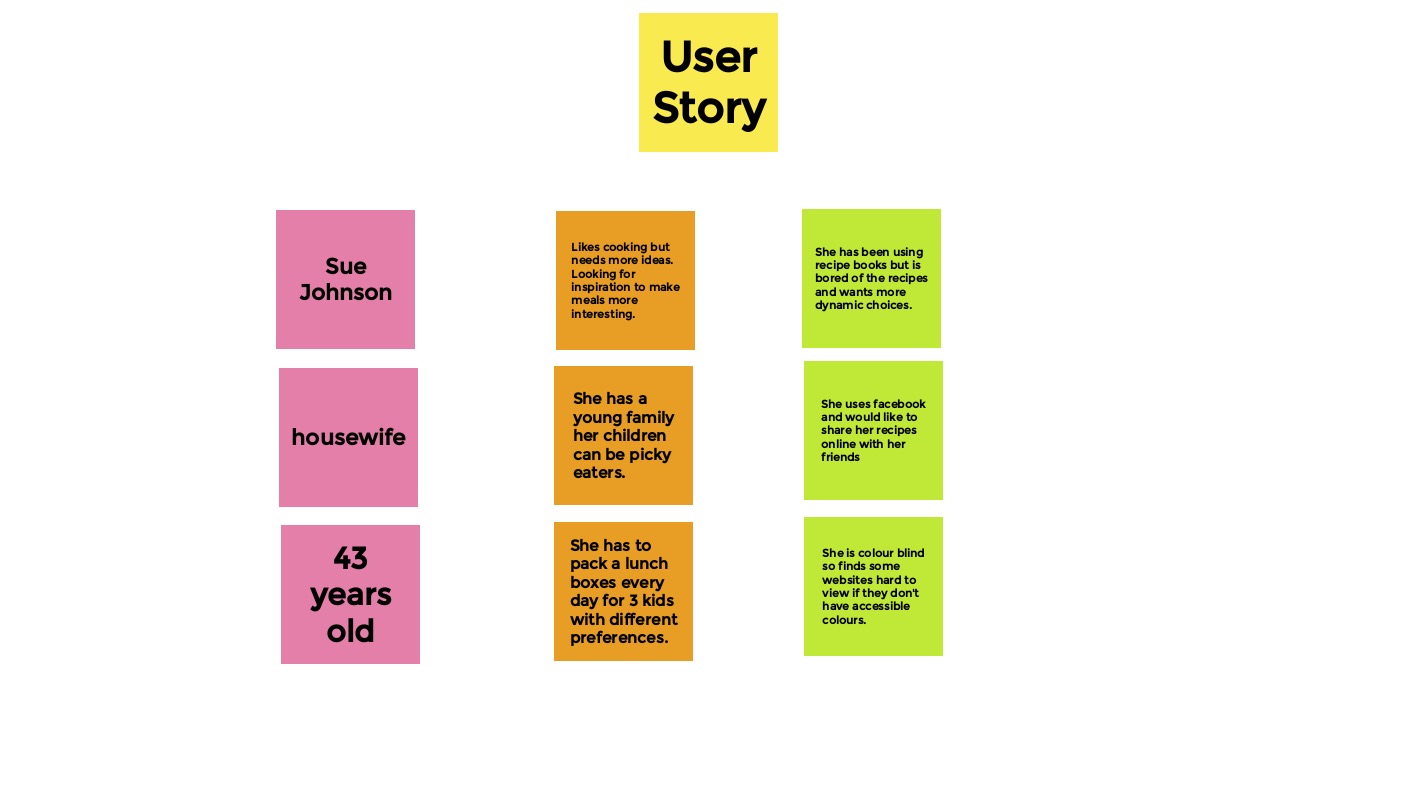 User
Story
Sue
Johnson
housewife
43
years
old
Likes cooking but
needs more ideas.
Looking for
inspiration to make
meals more
interesting.
She has a
young family
her children
can be picky
eaters.
She has to
pack a lunch
boxes every
day for 3 kids
with different
preferences.
She has been using
recipe books but is
bored of the recipes
and wants more
dynamic choices.
She uses facebook
and would like to
share her recipes
online with her
friends
She is colour blind
so finds some
websites hard to
view if they don't
have accessible
colours.